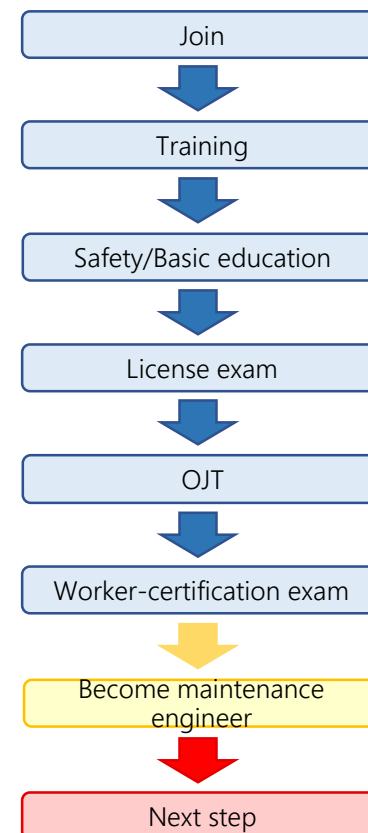 Join
Training
Safety/Basic education
License exam
OJT
Worker-certification exam
Become maintenance
engineer
Next step